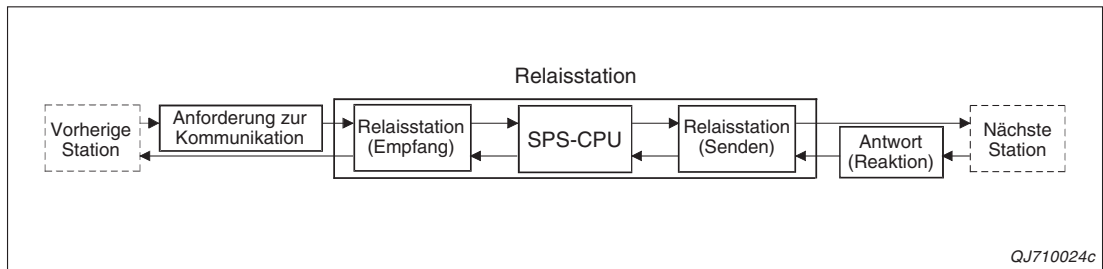 Relaisstation
Vorherige
Station
Anforderung zur
Kommunikation
Relaisstation
(Empfang)
SPS-CPU
Relaisstation
(Senden)
Antwort
(Reaktion)
Nächste
Station
QJ710024c